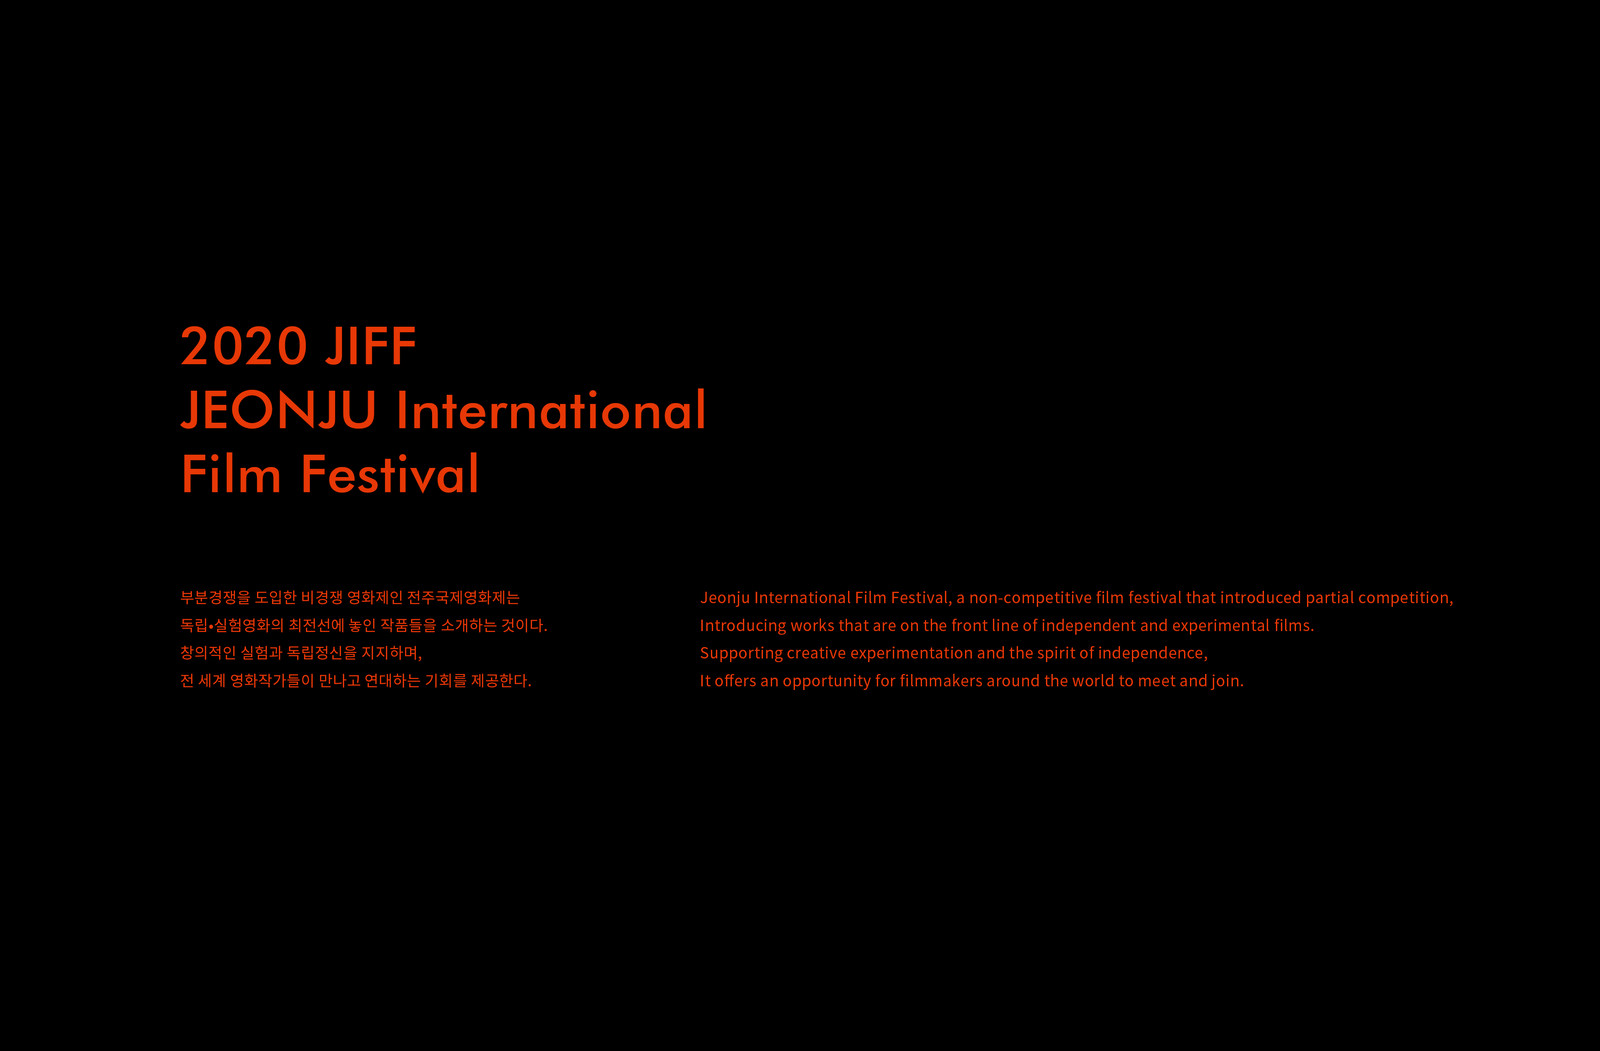 2020 JIFF
JEONJU International
Film Festival
부분경쟁을 도입한 비경쟁 영화제인 전주국제영화제는
독립•실험영화의 최전선에 놓인 작품들을 소개하는 것이다.
창의적인 실험과 독립정신을 지지하며,
전 세계 영화작가들이 만나고 연대하는 기회를 제공한다.
Jeonju International Film Festival, a non-competitive film festival that introduced partial competition,
Introducing works that are on the front line of independent and experimental films.
Supporting creative experimentation and the spirit of independence,
It offers an opportunity for filmmakers around the world to meet and join.